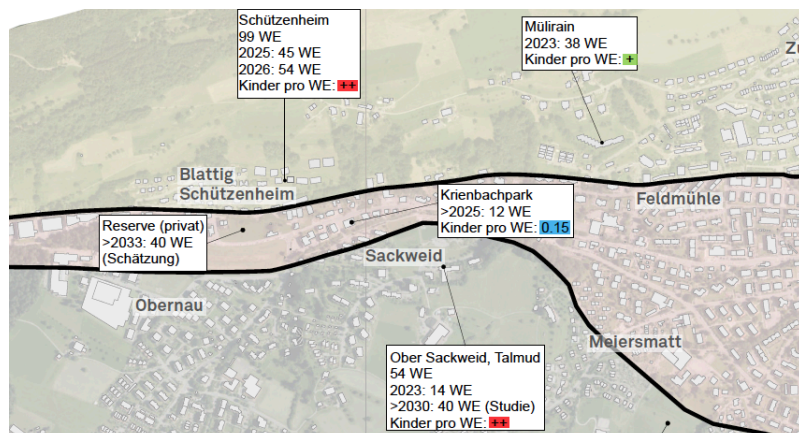 Schützenheim
99 WE
2025: 45 WE
2026: 54 WE
Kinder pro WE: ++
Mülirain
2023: 38 WE
Kinder pro WE: +
Blattig
Schützenheim
Krienbachpark
>2025: 12 WE
Kinder pro WE: 0.15
Feldmühle
Reserve (privat)
>2033: 40 WE
(Schätzung)
Sackweid
Obernau
Meiersmatt
Ober Sackweid, Talmud
54 WE
2023: 14 WE
>2030: 40 WE (Studie)
Kinder pro WE: ++